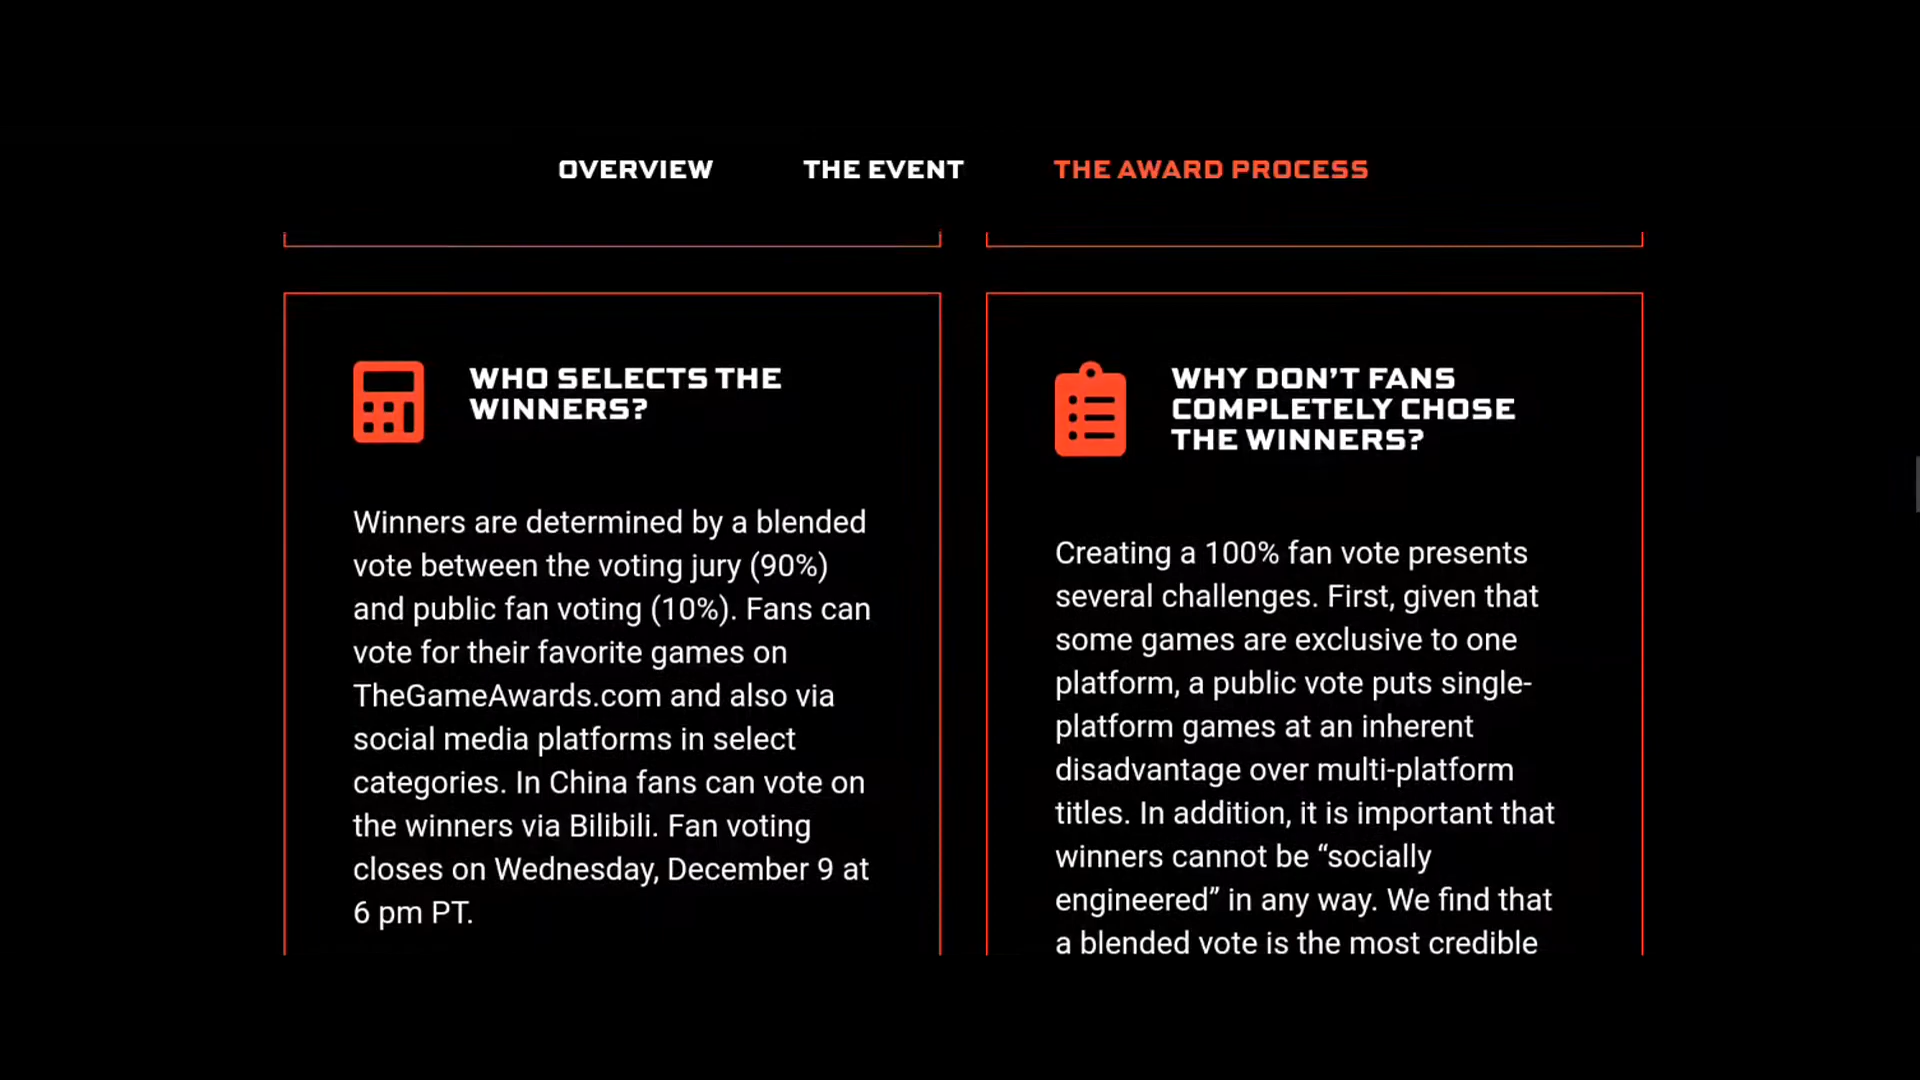 OVERVIEW
THE EVENT
THE AWARD PROCESS
WHO SELECTS THE
WINNERS?
Winners are determined by a blended
vote between the voting jury (90%)
and public fan voting (10%). Fans can
vote for their favorite games on
TheGameAwards.com and also via
social media platforms in select
categories. In China fans can vote on
the winners via Bilibili. Fan voting
closes on Wednesday, December 9 at
6 pm PT.
WHY DON’T FANS
COMPLETELY CHOSE
THE WINNERS?
Creating a 100% fan vote presents
several challenges. First, given that
some games are exclusive to one
platform, a public vote puts single-
platform games at an inherent
disadvantage over multi-platform
titles. In addition, it is important that
winners cannot be “socially
engineered” in any way. We find that
a blended vote is the most credible